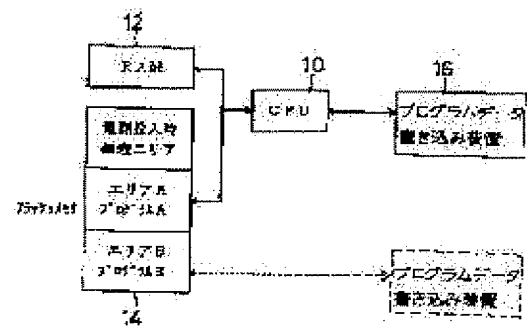 12
RAM
10
CPU
16
プログラムデータ
書き込み装置
電源投入時
処理エリア
エリアA
プログラムA
フラッシュメモリ
エリアB
プログラムB
14
プログラムデータ
書き込み装置